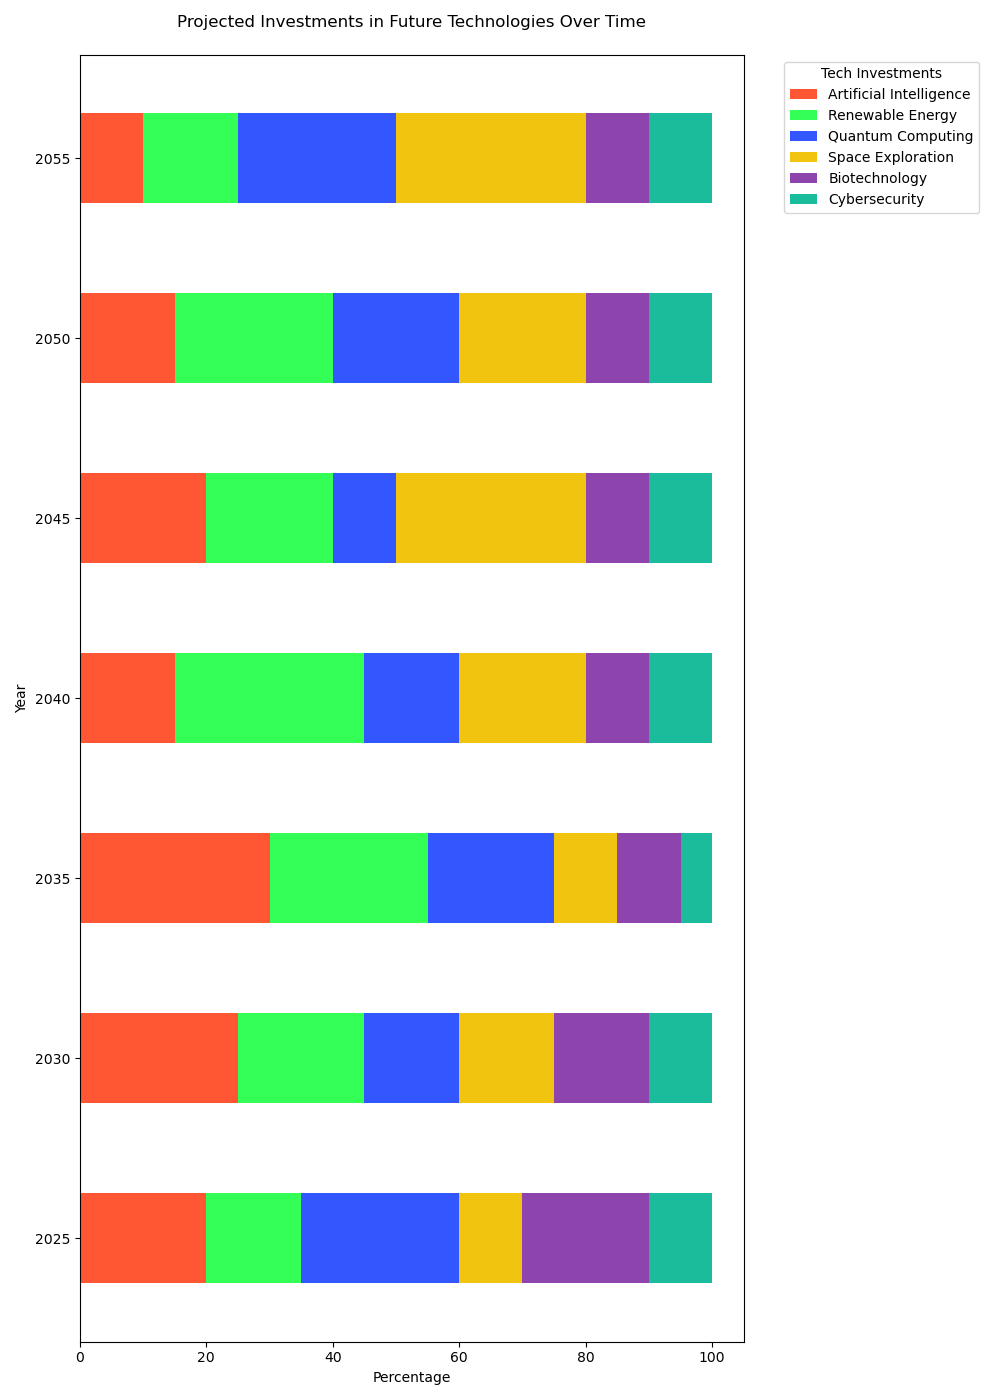 Projected Investments in Future Technologies Over Time
Tech Investments
Artificial Intelligence
Renewable Energy
Quantum Computing
Space Exploration
Biotechnology
Cybersecurity
Year
2055
2050
2045
2040
2035
2030
2025
0 20 40 60 80 100
Percentage